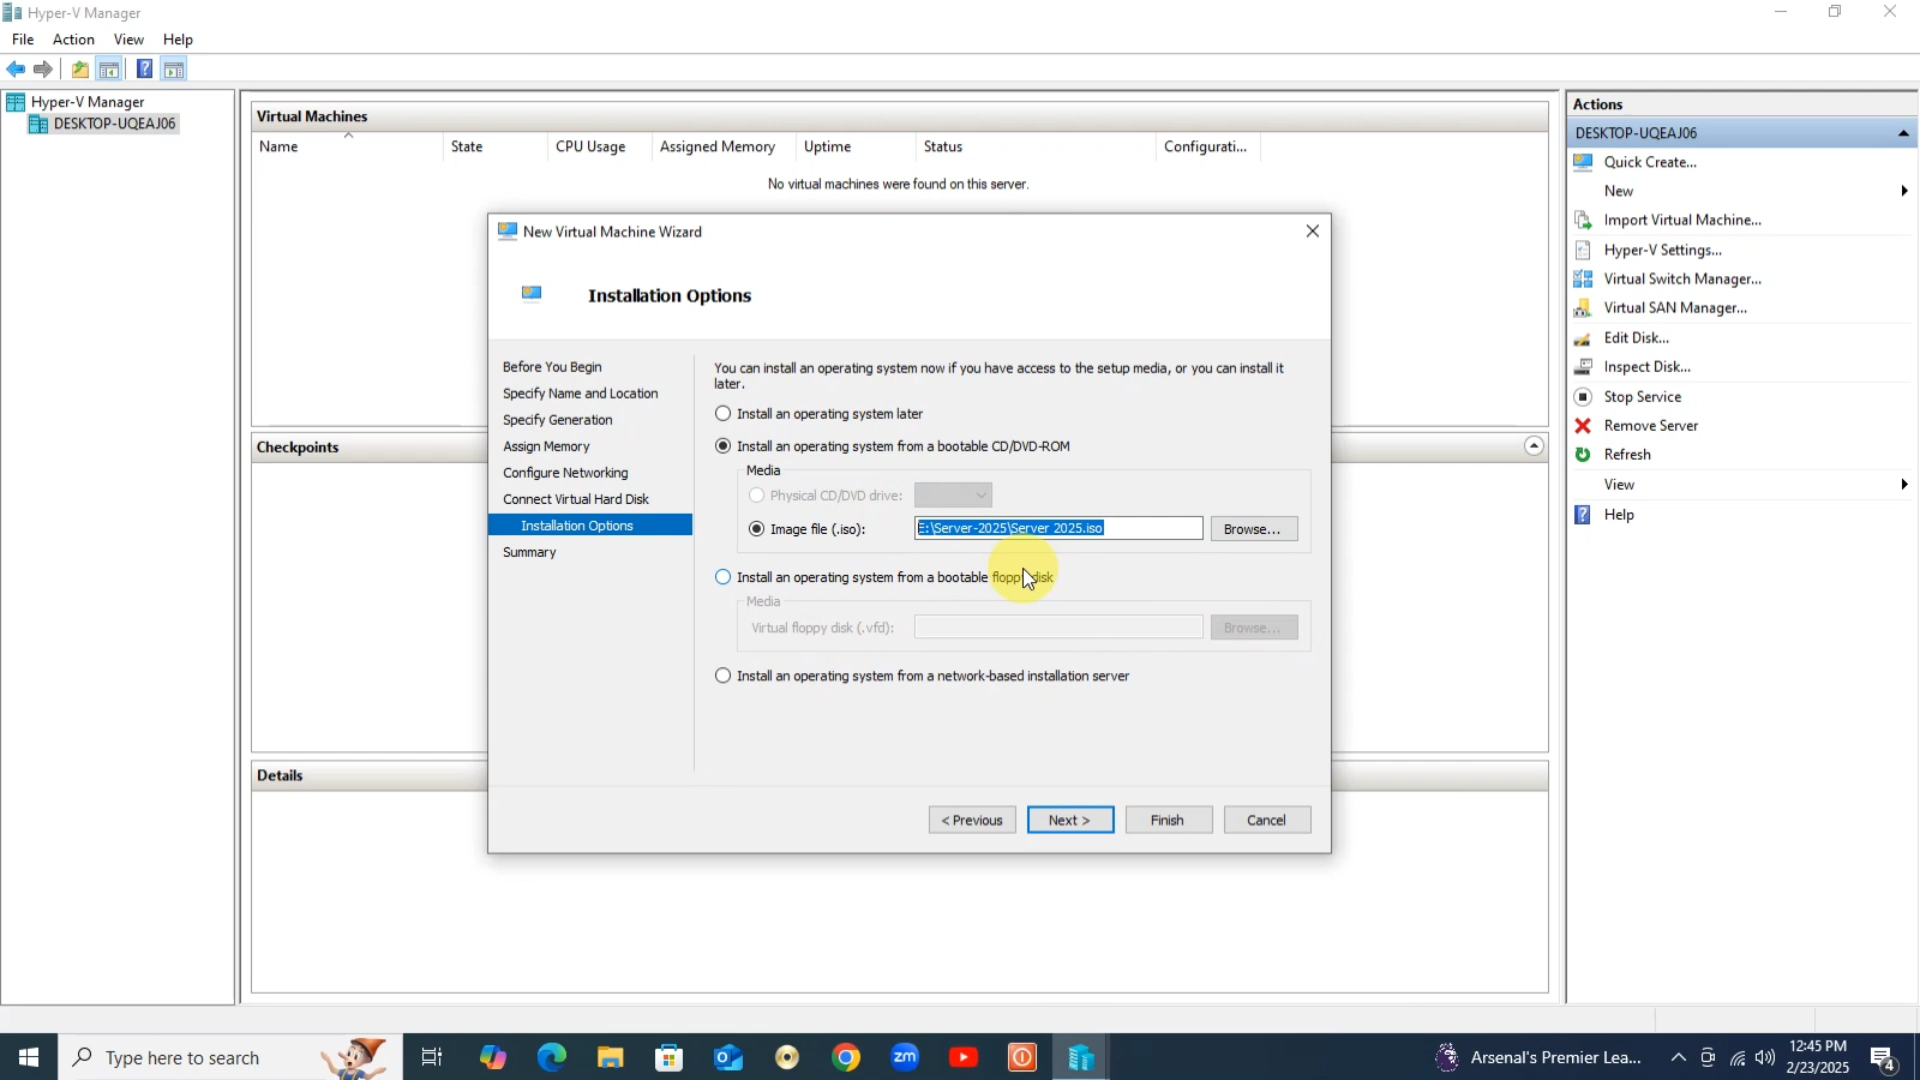 Hyper-V Manager
File Action View Help
Hyper-V Manager
DESKTOP-UQEAJ06
Virtual Machines
Name State CPU Usage Assigned Memory Uptime Status Configurati...
No virtual machines were found on this server.
New Virtual Machine Wizard
Installation Options
Before You Begin
Specify Name and Location
Specify Generation
Assign Memory
Configure Networking
Connect Virtual Hard Disk
Installation Options
Summary
You can install an operating system now if you have access to the setup media, or you can install it
later.
Install an operating system later
Install an operating system from a bootable CD/DVD-ROM
Media
Physical CD/DVD drive:
Image file (.iso): E:\Server-2025\Server 2025.iso Browse...
Install an operating system from a bootable floppy disk
Media
Virtual floppy disk (.vfd): Browse...
Install an operating system from a network-based installation server
< Previous Next > Finish Cancel
Checkpoints
Details
Actions
DESKTOP-UQEAJ06
Quick Create...
New
Import Virtual Machine...
Hyper-V Settings...
Virtual Switch Manager...
Virtual SAN Manager...
Edit Disk...
Inspect Disk...
Stop Service
Remove Server
Refresh
View
Help
Type here to search
zm
Arsenal's Premier Lea...
12:45 PM
2/23/2025
4